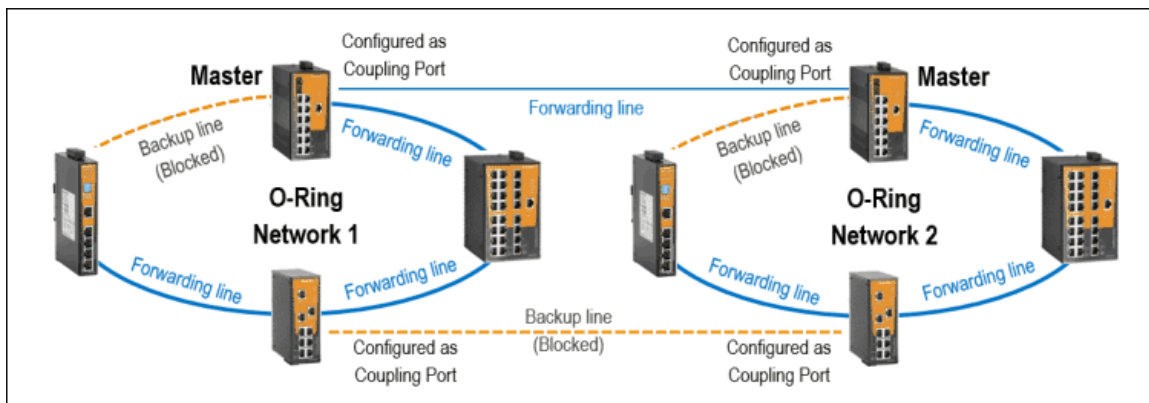 Configured as
Coupling Port
Master
Forwarding line
Configured as
Coupling Port
Master
Backup line
(Blocked)
Forwarding line
O-Ring
Network 1
Forwarding line
Forwarding line
Backup line
(Blocked)
Forwarding line
O-Ring
Network 2
Forwarding line
Forwarding line
Backup line
(Blocked)
Configured as
Coupling Port
Configured as
Coupling Port